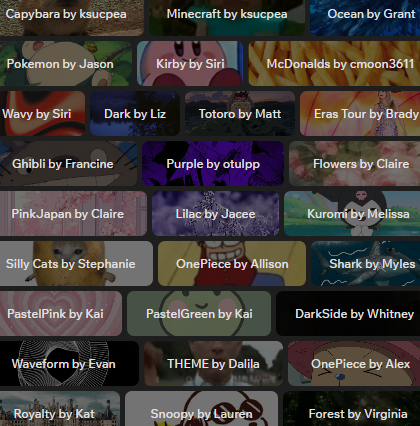 Capybara by ksucpea
Minecraft by ksucpea
Ocean by Grant
Pokemon by Jason
Kirby by Siri
McDonalds by cmoon3611
Wavy by Siri
Dark by Liz
Totoro by Matt
Eras Tour by Brady
Ghibli by Francine
Purple by otulpp
Flowers by Claire
PinkJapan by Claire
Lilac by Jacee
Kuromi by Melissa
Silly Cats by Stephanie
OnePiece by Allison
Shark by Myles
PastelPink by Kai
PastelGreen by Kai
DarkSide by Whitney
Waveform by Evan
THEME by Dalila
OnePiece by Alex
Royalty by Kat
Snoopy by Lauren
Forest by Virginia